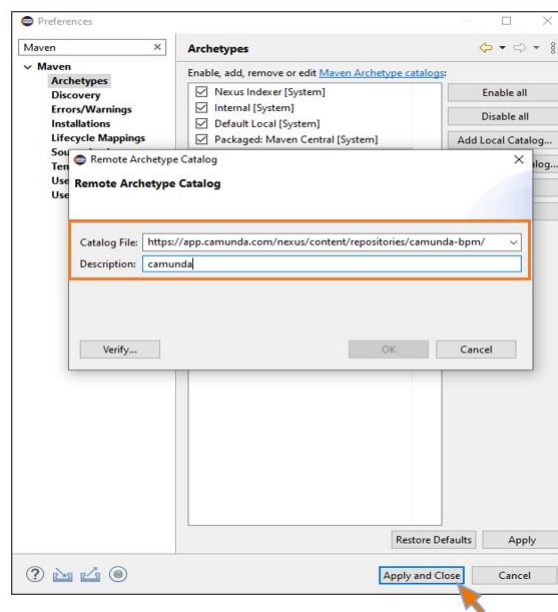 Preferences
Maven
Archetypes
Maven
Archetypes
Discovery
Errors/Warnings
Installations
Lifecycle Mappings
Enable, add, remove or edit Maven Archetype catalogs:
Nexus Indexer [System]
Internal [System]
Default Local [System]
Packaged: Maven Central [System]
Enable all
Disable all
Add Local Catalog...
Remote Archetype Catalog
Remote Archetype Catalog
Catalog File: https://app.camunda.com/nexus/content/repositories/camunda-bpm/
Description: camunda
Verify...
OK
Cancel
Restore Defaults
Apply
Apply and Close
Cancel